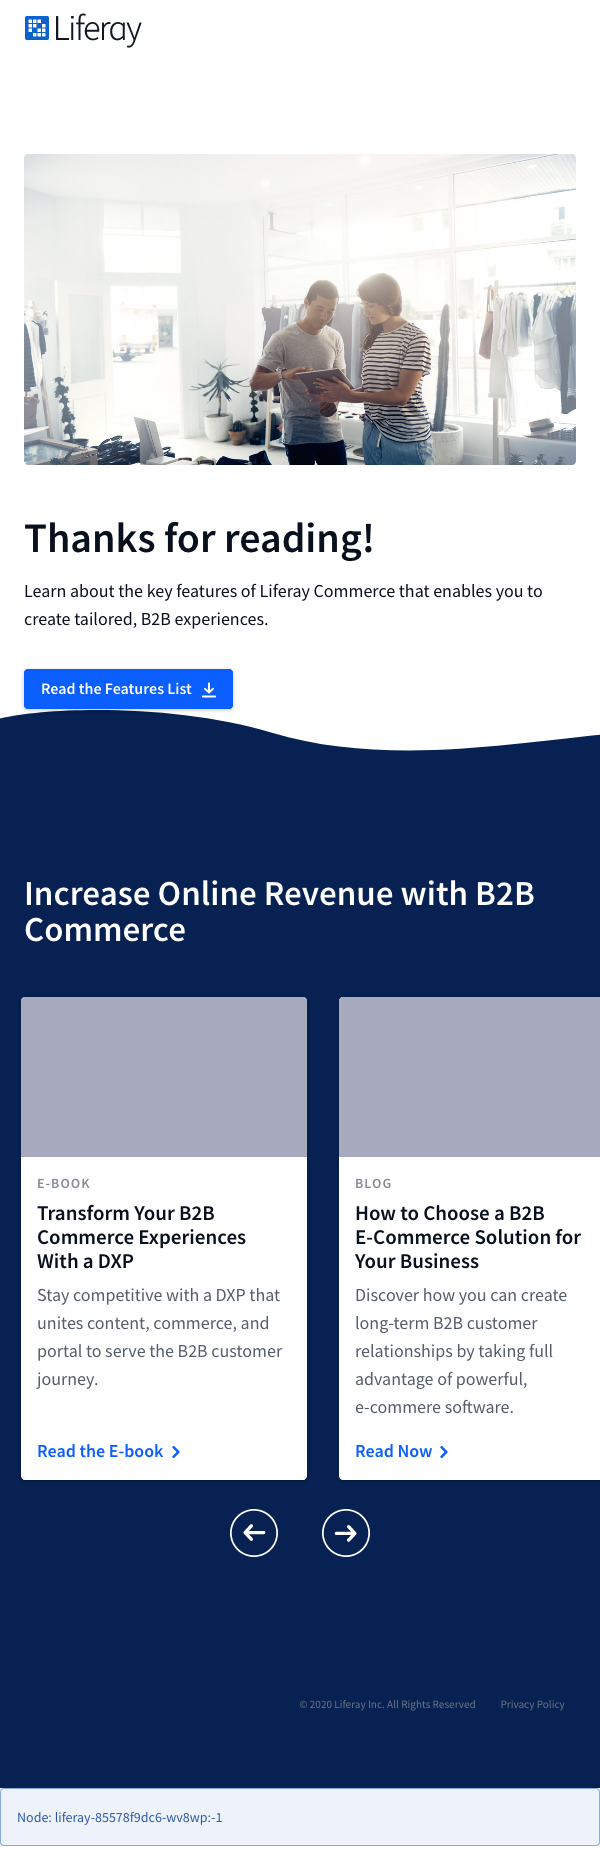 Liferay
Thanks for reading!
Learn about the key features of Liferay Commerce that enables you to
create tailored, B2B experiences.
Read the Features List
Increase Online Revenue with B2B
Commerce
E-BOOK
Transform Your B2B
Commerce Experiences
With a DXP
Stay competitive with a DXP that
unites content, commerce, and
portal to serve the B2B customer
journey.
Read the E-book
BLOG
How to Choose a B2B
E-Commerce Solution for
Your Business
Discover how you can create
long-term B2B customer
relationships by taking full
advantage of powerful,
e-commere software.
Read Now
© 2020 Liferay Inc. All Rights Reserved Privacy Policy
Node: liferay-85578f9dc6-wv8wp:-1